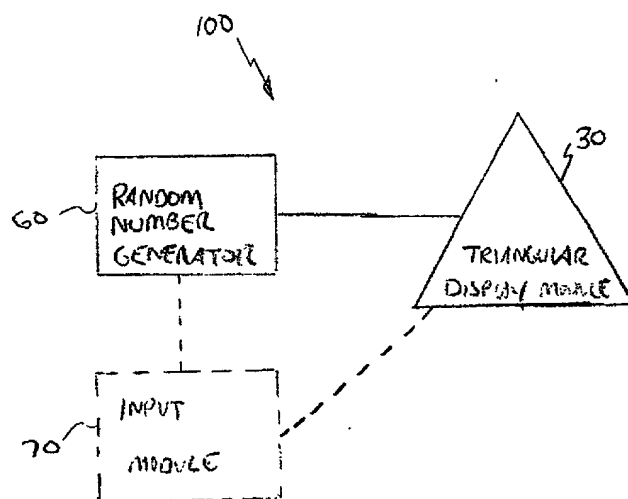 100
30
60
RANDOM
NUMBER
GENERATOR
TRIANGULAR
DISPLAY MODULE
70
INPUT
MODULE